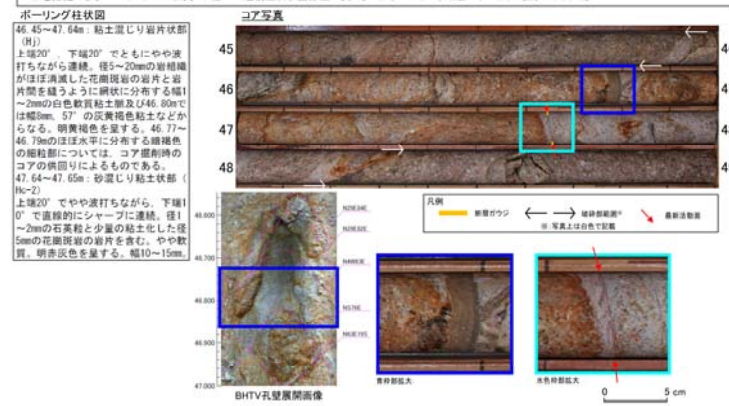 ボーリング柱状図
46.45～47.64m：粘土混じり岩片状部
(Hj)
上端20°、下端20°でともにやや波
打ちながら連続。径5～20mmの岩組織
がほぼ消滅した花崗斑岩の岩片と岩
片間を縫うように網状に分布する幅1
～2mmの白色軟質粘土脈及び46.80mで
は幅8mm、57°の灰黄褐色粘土などか
らなる。明黄褐色を呈する。46.77～
46.79mのほぼ水平に分布する暗褐色
の細粒部については、コア掘削時の
コアの供回りによるものである。
47.64～47.65m：砂混じり粘土状部(
Hc-2)
上端20°でやや波打ちながら、下端1
0°で直線的にシャープに連続。径1
～2mmの石英粒と少量の粘土化した径
5mmの花崗斑岩の岩片を含む。やや軟
質。明赤灰色を呈する。幅10～15mm。
コア写真
45
46
47
48
46
47
48
凡例
断層ガウジ
破砕部範囲※
最新活動面
※ 写真上は白色で記載
46.700
46.800
46.900
47.000
BHTV孔壁展開画像
青枠部拡大
水色枠部拡大
0
5 cm